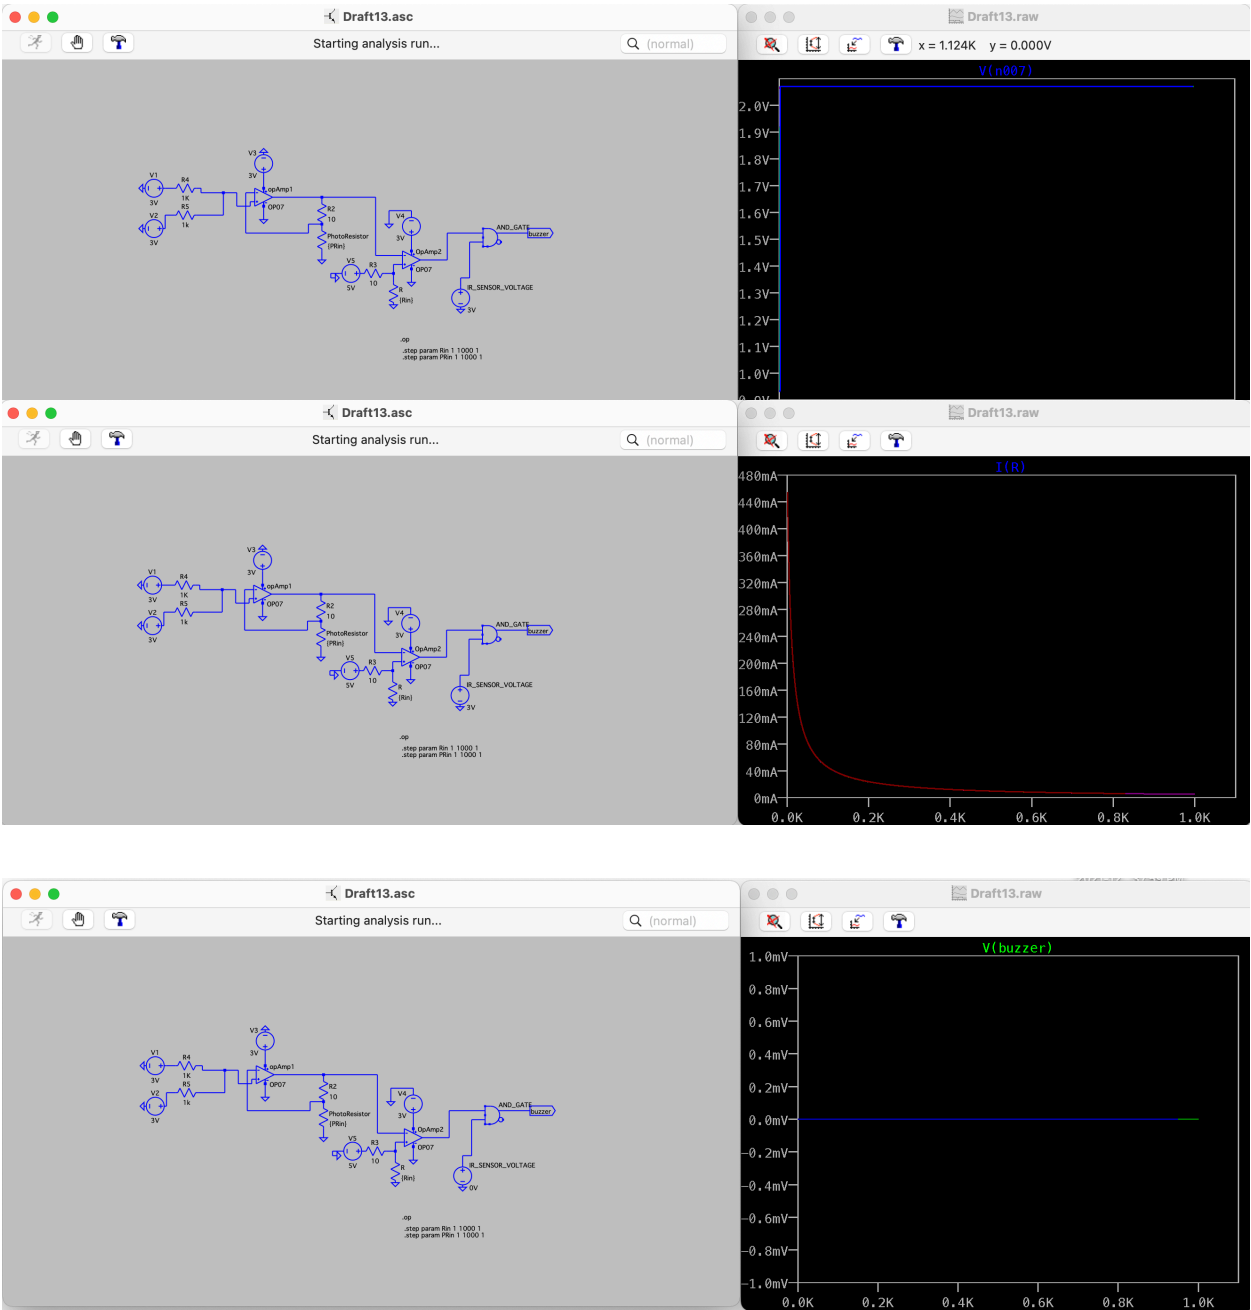 Draft13.asc
Starting analysis run...
(normal)
V3
3V
V1
3V
R4
1K
opAmp1
OP07
V2
3V
R5
1k
R2
10
PhotoResistor
{PRin}
V4
3V
OpAmp2
OP07
V5
5V
R3
10
R
{Rin}
AND_GATE
buzzer
IR_SENSOR_VOLTAGE
3V
.op
.step param Rin 1 1000 1
.step param PRin 1 1000 1
Draft13.raw
x = 1.124K y = 0.000V
V(n007)
2.0V
1.9V
1.8V
1.7V
1.6V
1.5V
1.4V
1.3V
1.2V
1.1V
1.0V
0.9V
Draft13.asc
Starting analysis run...
(normal)
V3
3V
V1
3V
R4
1K
opAmp1
OP07
V2
3V
R5
1k
R2
10
PhotoResistor
{PRin}
V4
3V
OpAmp2
OP07
V5
5V
R3
10
R
{Rin}
AND_GATE
buzzer
IR_SENSOR_VOLTAGE
3V
.op
.step param Rin 1 1000 1
.step param PRin 1 1000 1
Draft13.raw
I(R)
480mA
440mA
400mA
360mA
320mA
280mA
240mA
200mA
160mA
120mA
80mA
40mA
0mA
0.0K 0.2K 0.4K 0.6K 0.8K 1.0K
Draft13.asc
Starting analysis run...
(normal)
V3
3V
V1
3V
R4
1K
opAmp1
OP07
V2
3V
R5
1k
R2
10
PhotoResistor
{PRin}
V4
3V
OpAmp2
OP07
V5
5V
R3
10
R
{Rin}
AND_GATE
buzzer
IR_SENSOR_VOLTAGE
0V
.op
.step param Rin 1 1000 1
.step param PRin 1 1000 1
Draft13.raw
V(buzzer)
1.0mV
0.8mV
0.6mV
0.4mV
0.2mV
0.0mV
-0.2mV
-0.4mV
-0.6mV
-0.8mV
-1.0mV
0.0K 0.2K 0.4K 0.6K 0.8K 1.0K